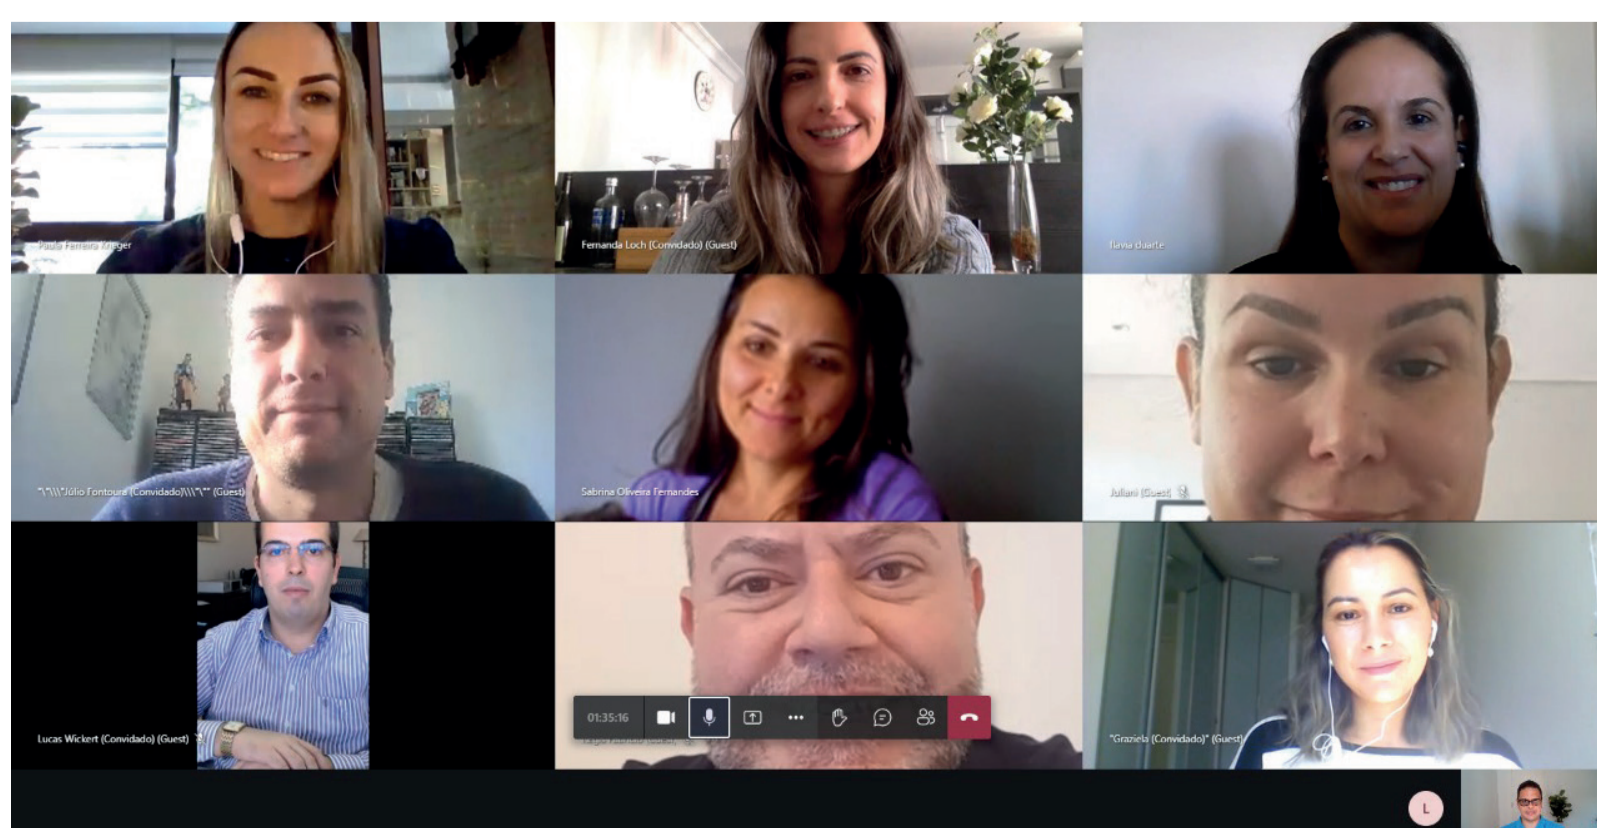 Paula Ferreira Krieger
Fernanda Loch (Convidado) (Guest)
flavia duarte
"\"\\\"Júlio Fontoura (Convidado)\\\"\"" (Guest)
Sabrina Oliveira Fernandes
Juliani (Guest)
01:35:16
Lucas Wickert (Convidado) (Guest)
"Graziela (Convidado)" (Guest)
L